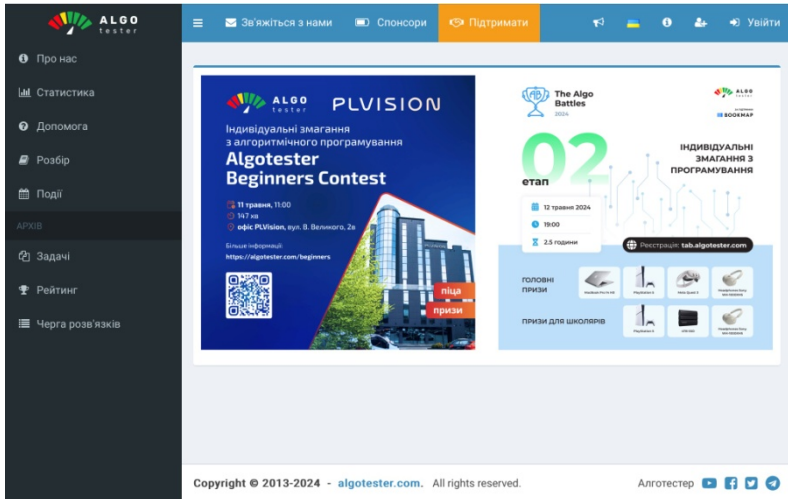 ALGO
tester
Зв'яжіться з нами
Спонсори
Підтримати
Увійти
Про нас
Статистика
Допомога
Розбір
Події
АРХІВ
Задачі
Рейтинг
Черга розв'язків
ALGO
tester
PLVISION
Індивідуальні змагання
з алгоритмічного програмування
Algotester
Beginners Contest
11 травня, 11:00
147 хв
офіс PLVision, вул. В. Великого, 2а
Більше інформації:
https://algotester.com/beginners
піца
призи
The Algo
Battles
2024
ALGO
tester
BOOKMAP
02
етап
ІНДИВІДУАЛЬНІ
ЗМАГАННЯ З
ПРОГРАМУВАННЯ
12 травня 2024
19:00
2.5 години
Реєстрація: tab.algotester.com
ГОЛОВНІ
ПРИЗИ
ПРИЗИ ДЛЯ ШКОЛЯРІВ
Copyright © 2013-2024 - algotester.com. All rights reserved.
Алготестер